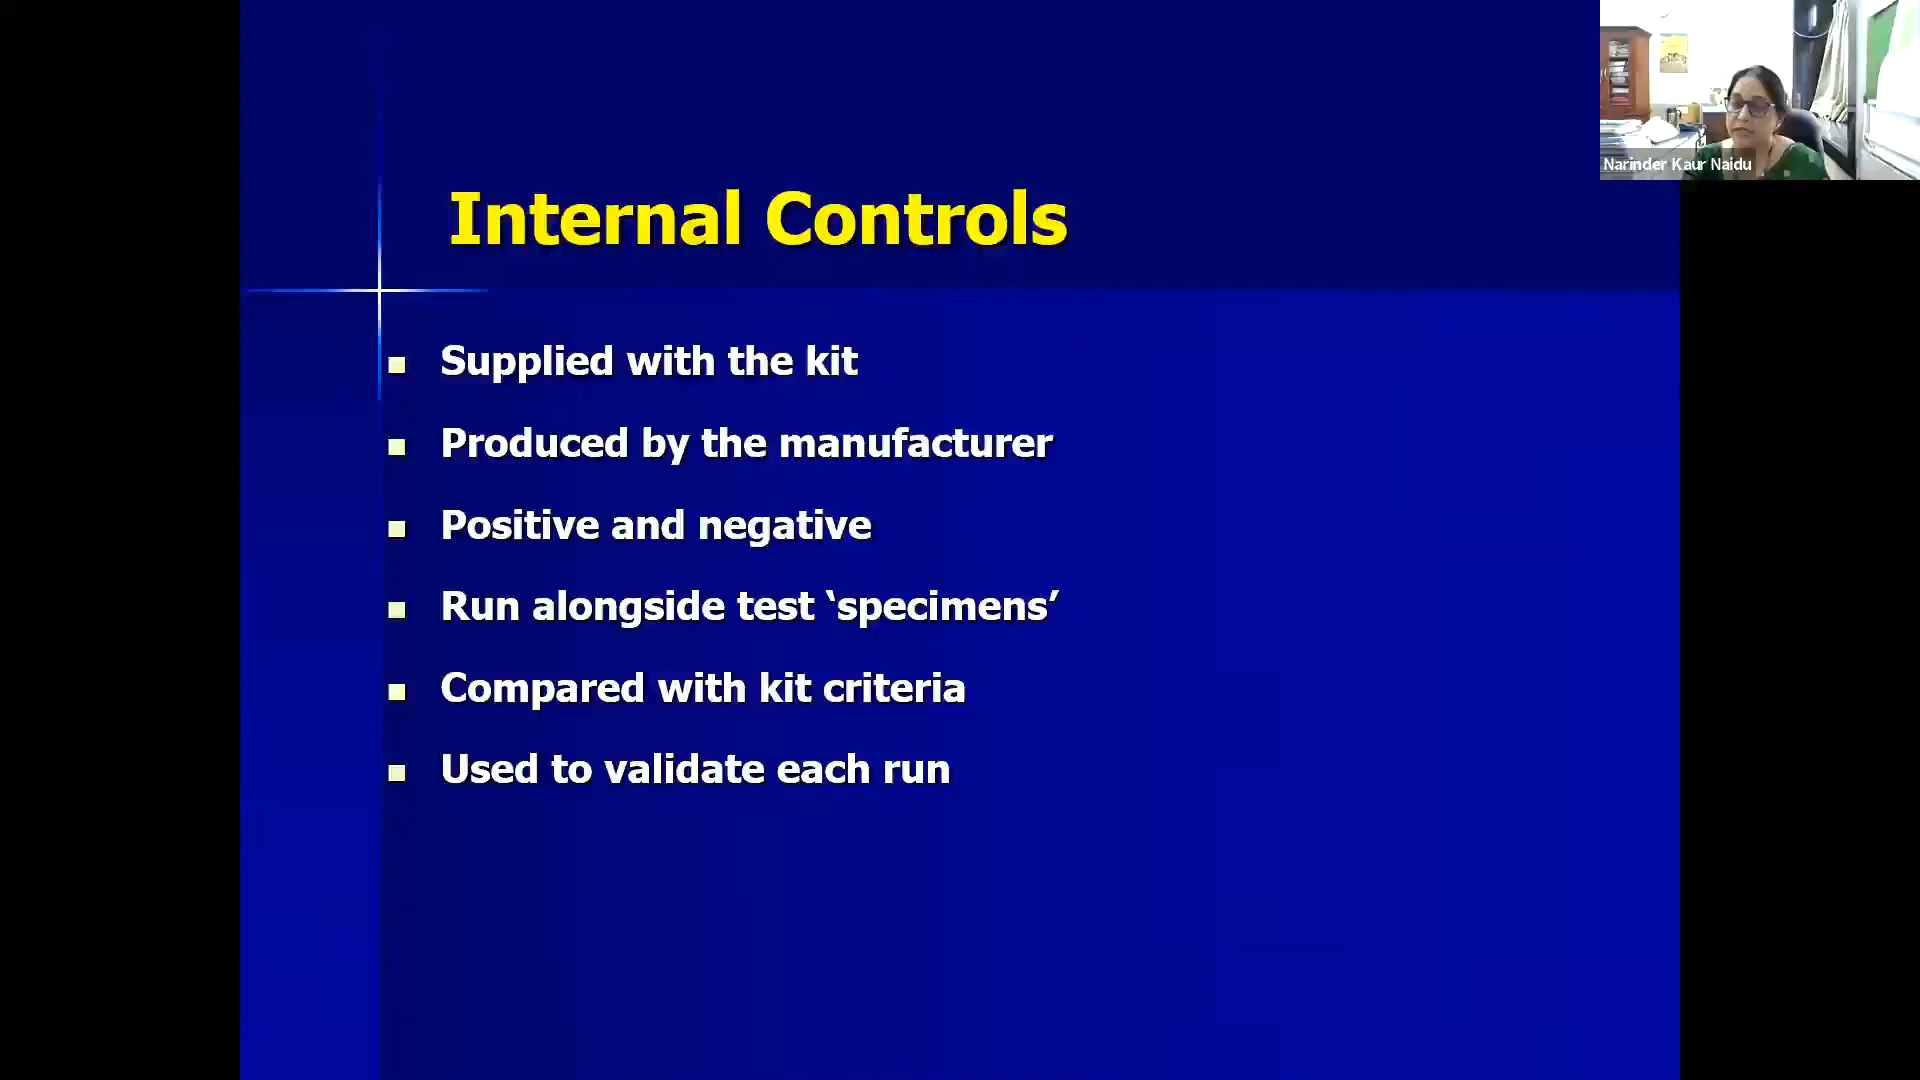 Internal Controls
Supplied with the kit
Produced by the manufacturer
Positive and negative
Run alongside test ‘specimens’
Compared with kit criteria
Used to validate each run
Narinder Kaur Naidu